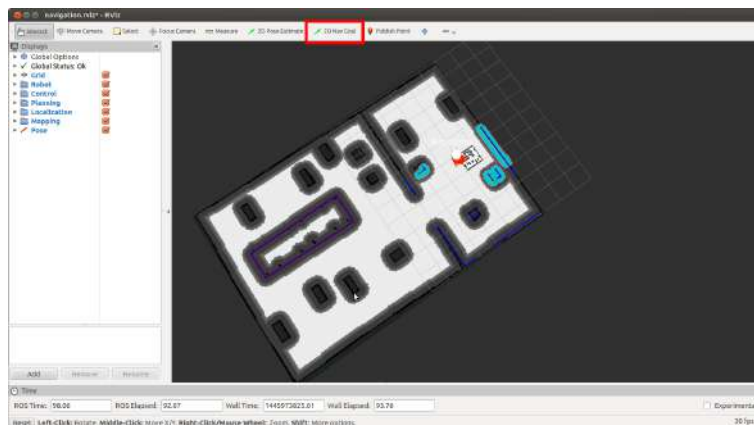 navigation.rviz* - RViz
Interact Move Camera Select Focus Camera Measure 2D Pose Estimate 2D Nav Goal Publish Point
Displays
Global Options
Global Status: Ok
Grid
Robot
Control
Planning
Localization
Mapping
Pose
Add Remove Rename
Time
ROS Time: 98.06 ROS Elapsed: 92.07 Wall Time: 1445973825.01 Wall Elapsed: 93.76 Experimental
Reset Left-Click: Rotate. Middle-Click: Move X/Y. Right-Click/Mouse Wheel: Zoom. Shift: More options. 30 fps